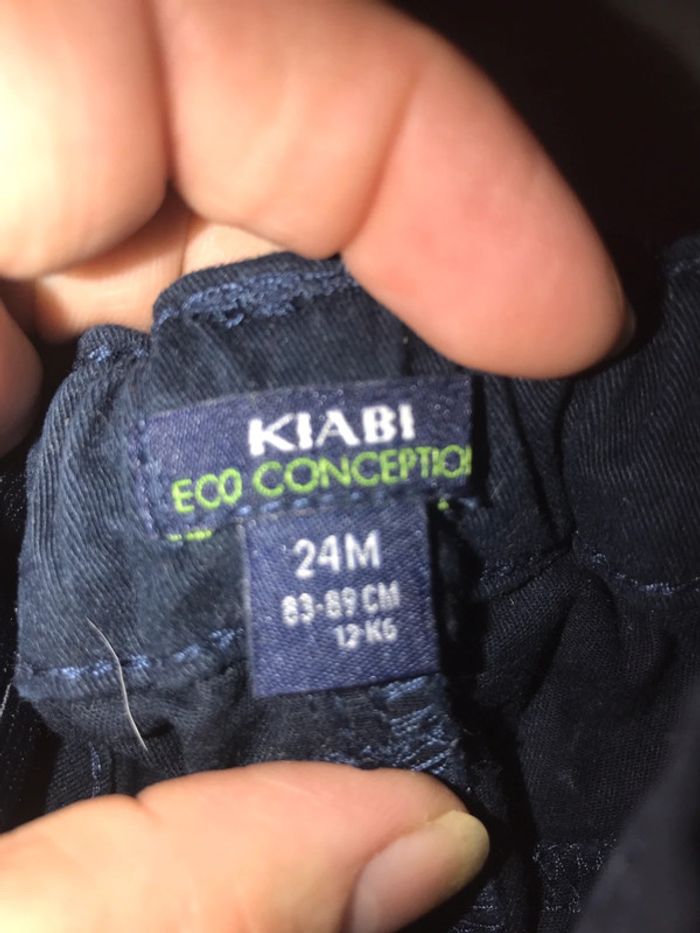 KIABI
ECO CONCEPTION
24M
83-89 CM
12-KG